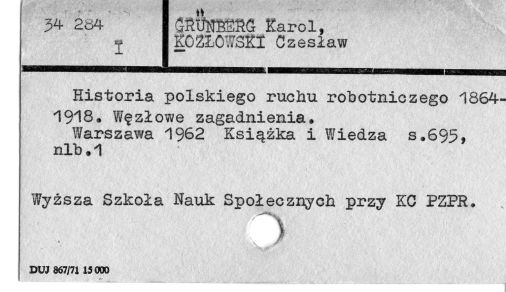 34 284
I
GRÜNBERG Karol,
KOZŁOWSKI Czesław
Historia polskiego ruchu robotniczego 1864-
1918. Węzłowe zagadnienia.
Warszawa 1962 Książka i Wiedza s.695,
nlb.1
Wyższa Szkoła Nauk Społecznych przy KC PZPR.
DUJ 867/71 15 000